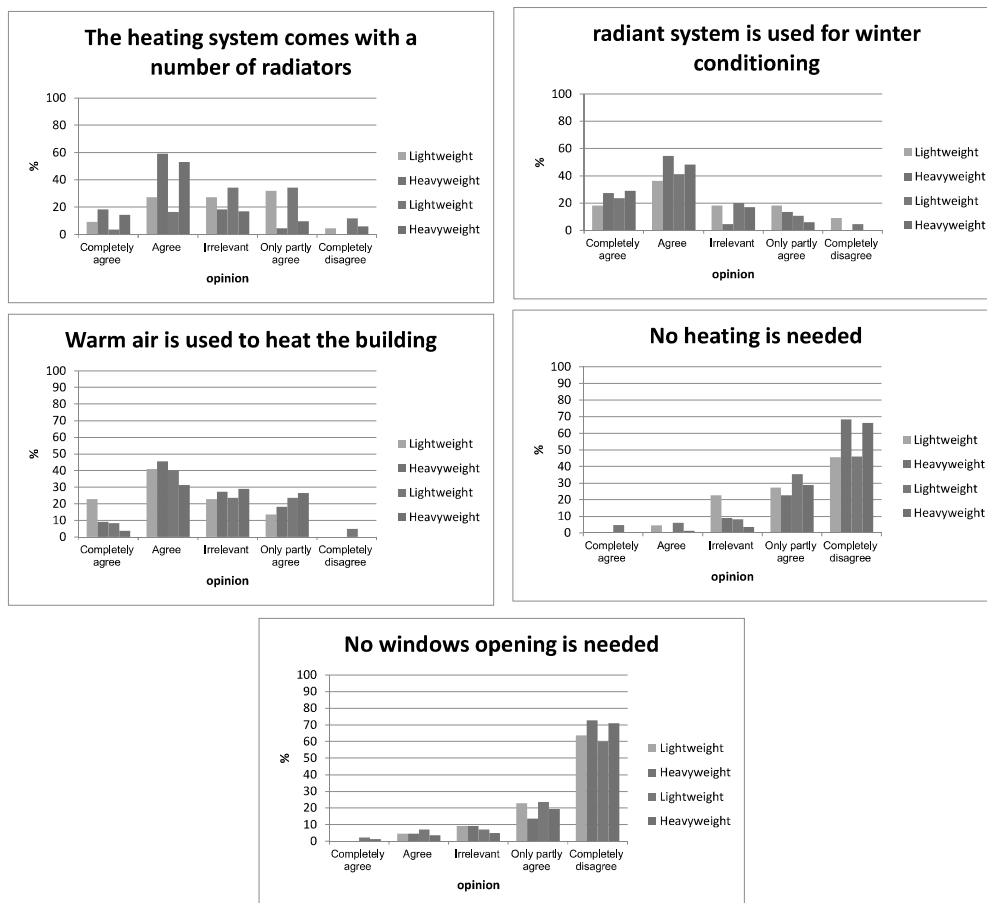 The heating system comes with a
number of radiators
100
80
60
40
20
0
%
Completely
agree
Agree
Irrelevant
Only partly
agree
Completely
disagree
opinion
Lightweight
Heavyweight
Lightweight
Heavyweight
radiant system is used for winter
conditioning
100
80
60
40
20
0
%
Completely
agree
Agree
Irrelevant
Only partly
agree
Completely
disagree
opinion
Lightweight
Heavyweight
Lightweight
Heavyweight
Warm air is used to heat the building
100
90
80
70
60
50
40
30
20
10
0
%
Completely
agree
Agree
Irrelevant
Only partly
agree
Completely
disagree
opinion
Lightweight
Heavyweight
Lightweight
Heavyweight
No heating is needed
100
90
80
70
60
50
40
30
20
10
0
%
Completely
agree
Agree
Irrelevant
Only partly
agree
Completely
disagree
opinion
Lightweight
Heavyweight
Lightweight
Heavyweight
No windows opening is needed
100
90
80
70
60
50
40
30
20
10
0
%
Completely
agree
Agree
Irrelevant
Only partly
agree
Completely
disagree
opinion
Lightweight
Heavyweight
Lightweight
Heavyweight